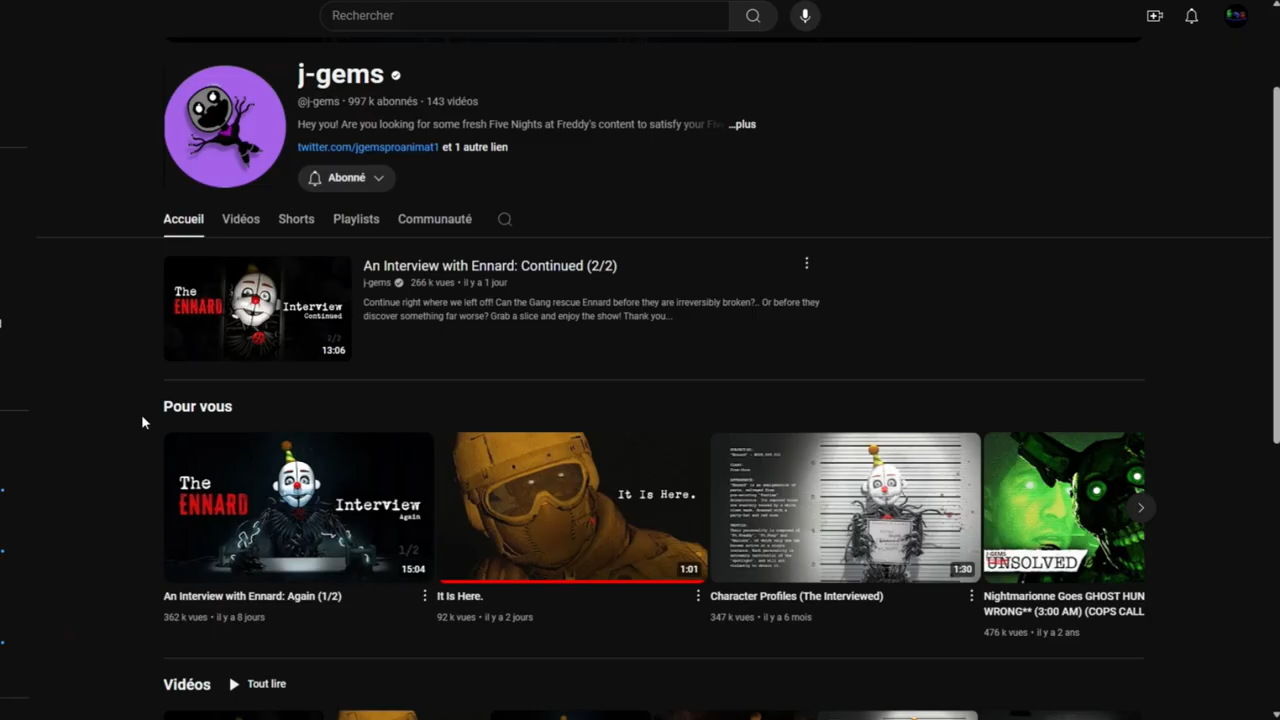 Rechercher
j-gems
@j-gems • 997 k abonnés • 143 vidéos
Hey you! Are you looking for some fresh Five Nights at Freddy's content to satisfy your Five ...plus
twitter.com/jgemsproanimat1 et 1 autre lien
Abonné
Accueil Vidéos Shorts Playlists Communauté
The
ENNARD
Interview
Continued
2/2
13:06
An Interview with Ennard: Continued (2/2)
j-gems 266 k vues • il y a 1 jour
Continue right where we left off! Can the Gang rescue Ennard before they are irreversibly broken?.. Or before they
discover something far worse? Grab a slice and enjoy the show! Thank you...
Pour vous
The
ENNARD
Interview
Again
1/2
15:04
An Interview with Ennard: Again (1/2)
362 k vues • il y a 8 jours
It Is Here.
1:01
It Is Here.
92 k vues • il y a 2 jours
1:30
Character Profiles (The Interviewed)
347 k vues • il y a 6 mois
J-GEMS
UNSOLVED
Nightmarionne Goes GHOST HUN
WRONG** (3:00 AM) (COPS CALL
476 k vues • il y a 2 ans
Vidéos Tout lire